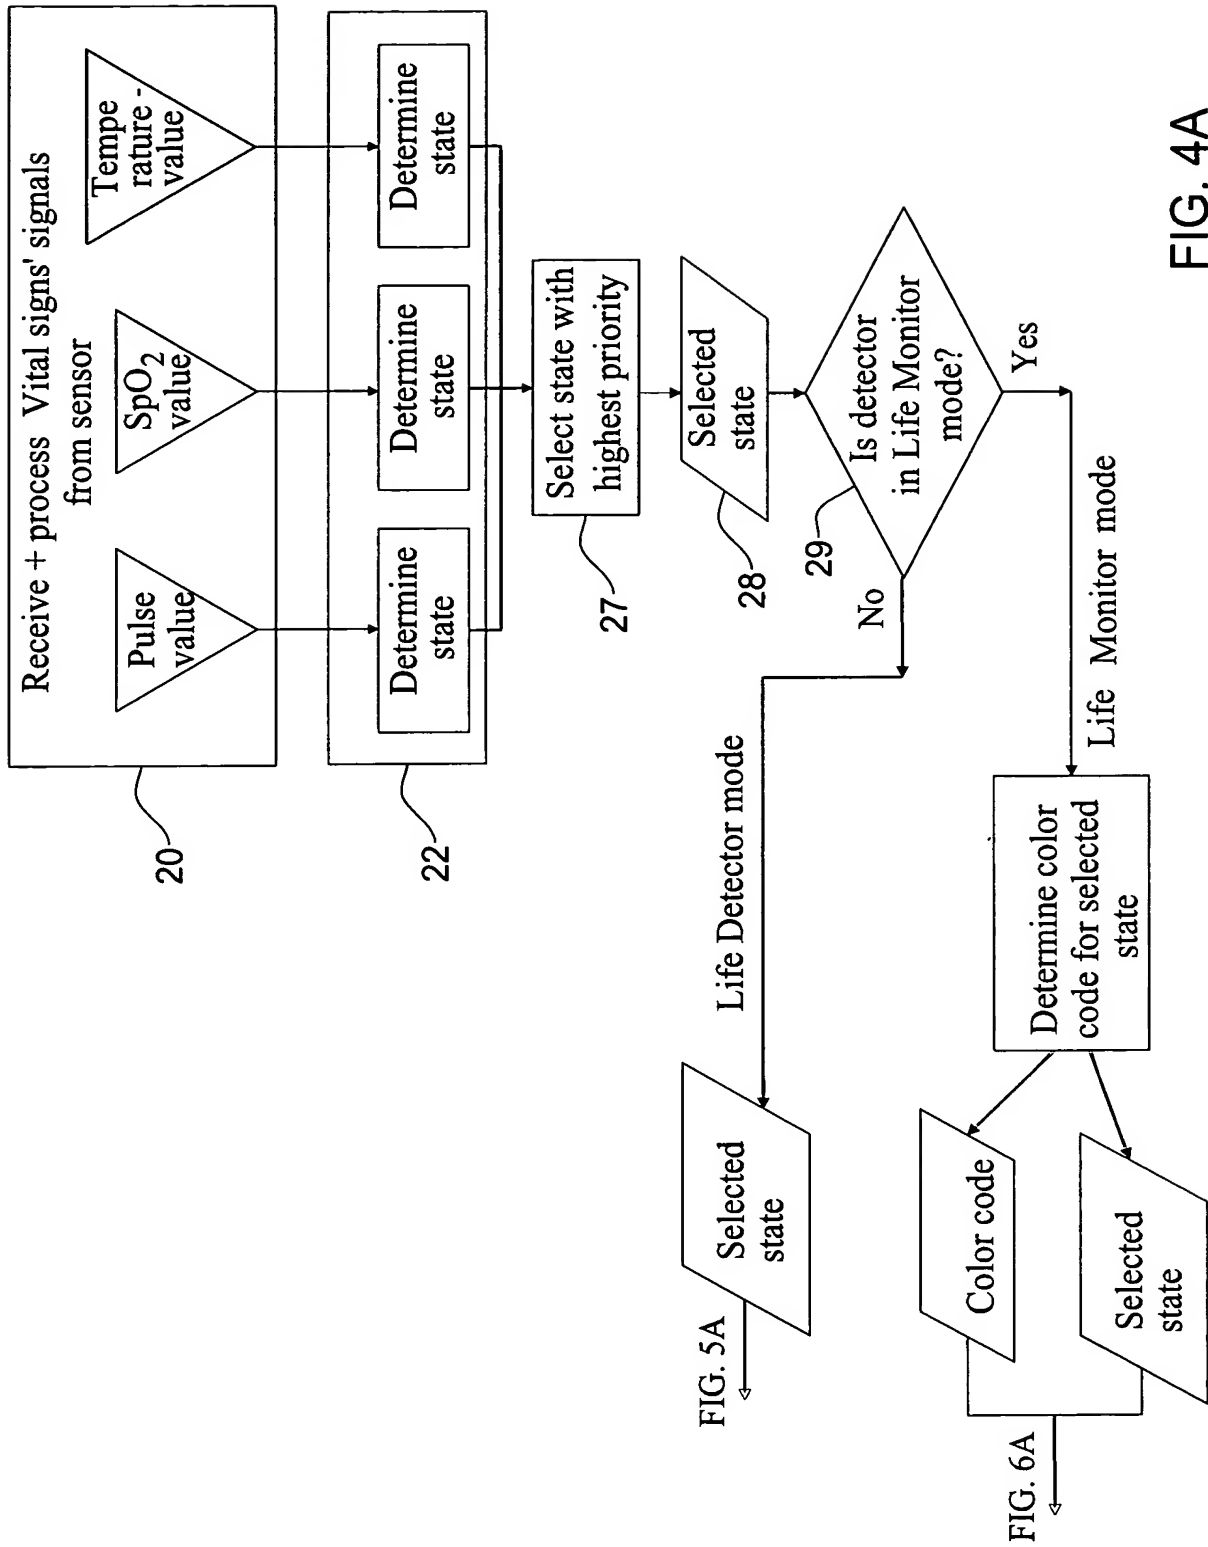 Receive + process Vital signs' signals
from sensor
Pulse
value
SpO2
value
Tempe
rature -
value
20
Determine
state
Determine
state
Determine
state
22
Select state with
highest priority
27
Selected
state
28
Is detector
in Life Monitor
mode?
29
No
Yes
Life Detector mode
Life Monitor mode
Selected
state
FIG. 5A
Determine color
code for selected
state
Color code
Selected
state
FIG. 6A
FIG. 4A